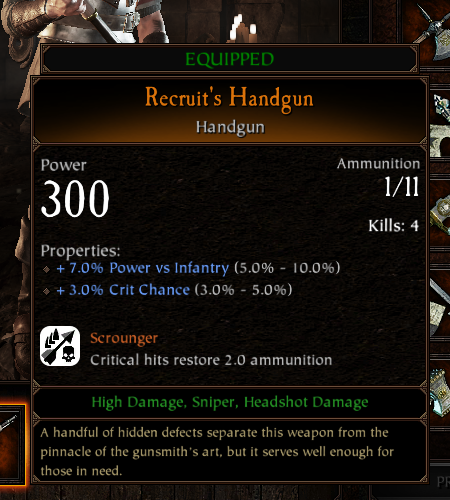 EQUIPPED
Recruit's Handgun
Handgun
Power
300
Ammunition
1/11
Kills: 4
Properties:
+ 7.0% Power vs Infantry (5.0% - 10.0%)
+ 3.0% Crit Chance (3.0% - 5.0%)
Scrounger
Critical hits restore 2.0 ammunition
High Damage, Sniper, Headshot Damage
A handful of hidden defects separate this weapon from the
pinnacle of the gunsmith's art, but it serves well enough for
those in need.